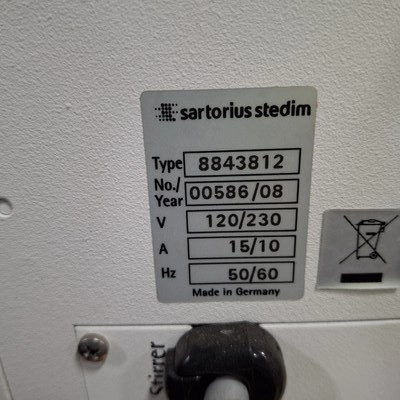 sartorius stedim
Type 8843812
No./Year 00586/08
V 120/230
A 15/10
Hz 50/60
Made in Germany
Stirrer